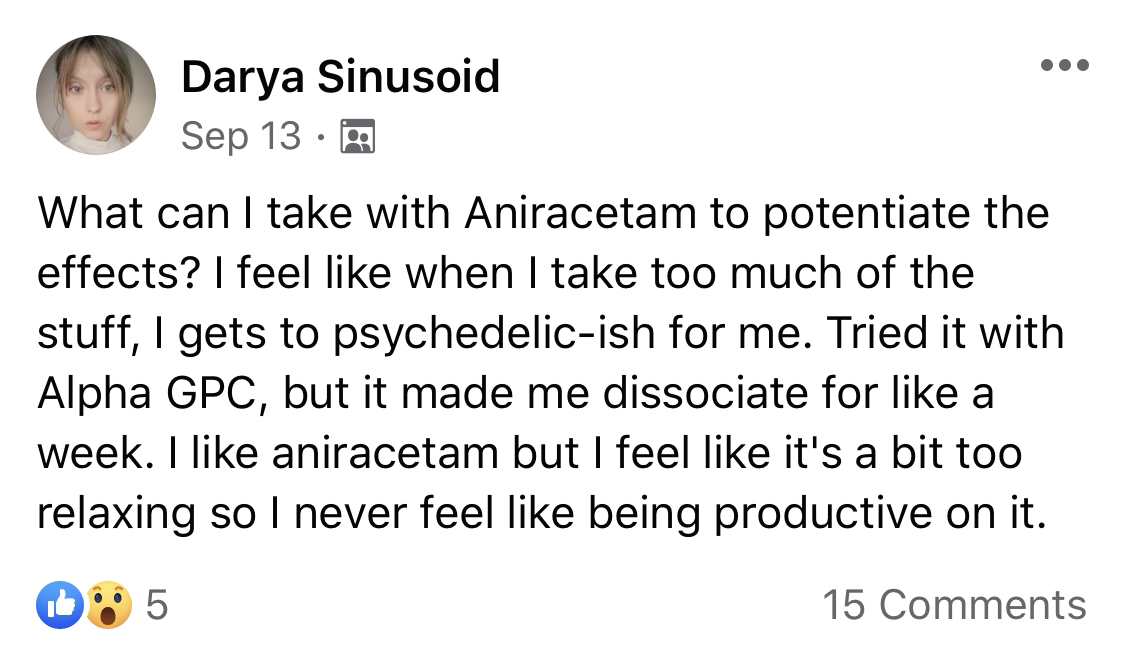 Darya Sinusoid
Sep 13 ·
What can I take with Aniracetam to potentiate the
effects? I feel like when I take too much of the
stuff, I gets to psychedelic-ish for me. Tried it with
Alpha GPC, but it made me dissociate for like a
week. I like aniracetam but I feel like it's a bit too
relaxing so I never feel like being productive on it.
5
15 Comments